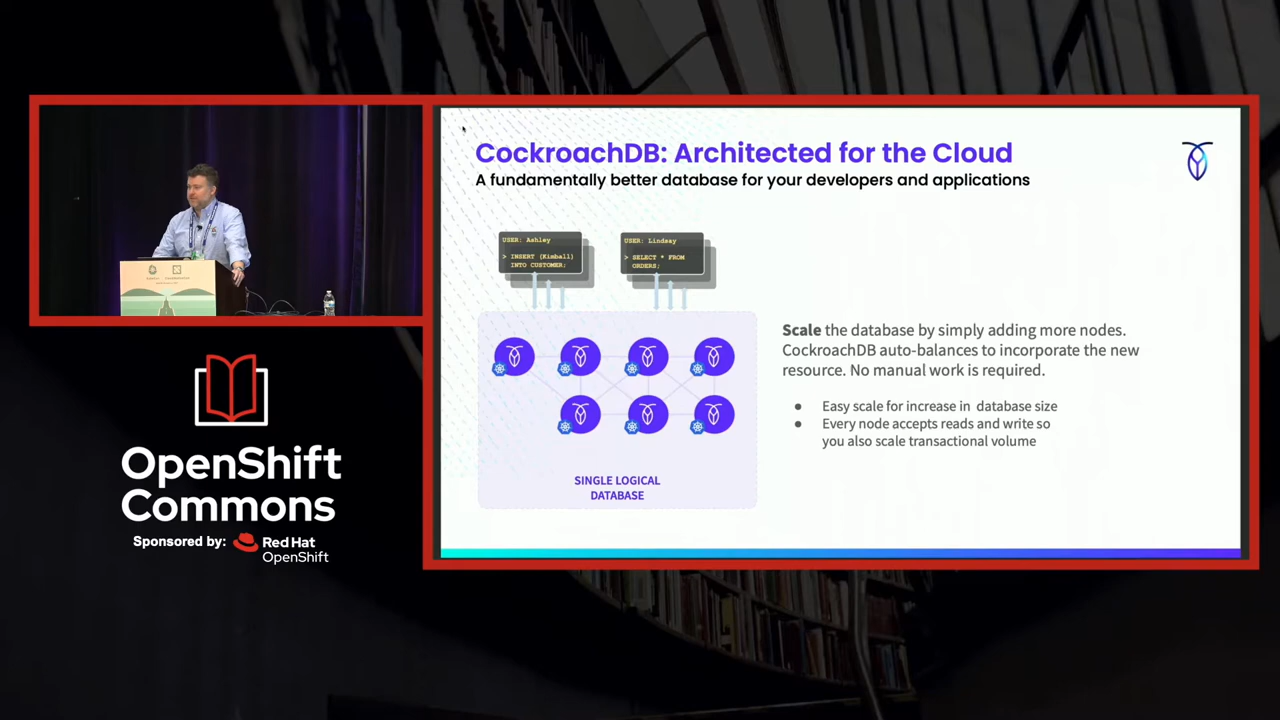 CockroachDB: Architected for the Cloud
A fundamentally better database for your developers and applications
USER: Ashley
> INSERT (Kimball)
INTO CUSTOMER;
USER: Lindsay
> SELECT * FROM
ORDERS;
SINGLE LOGICAL
DATABASE
Scale the database by simply adding more nodes.
CockroachDB auto-balances to incorporate the new
resource. No manual work is required.
● Easy scale for increase in database size
● Every node accepts reads and write so
you also scale transactional volume
OpenShift
Commons
Sponsored by:
Red Hat
OpenShift